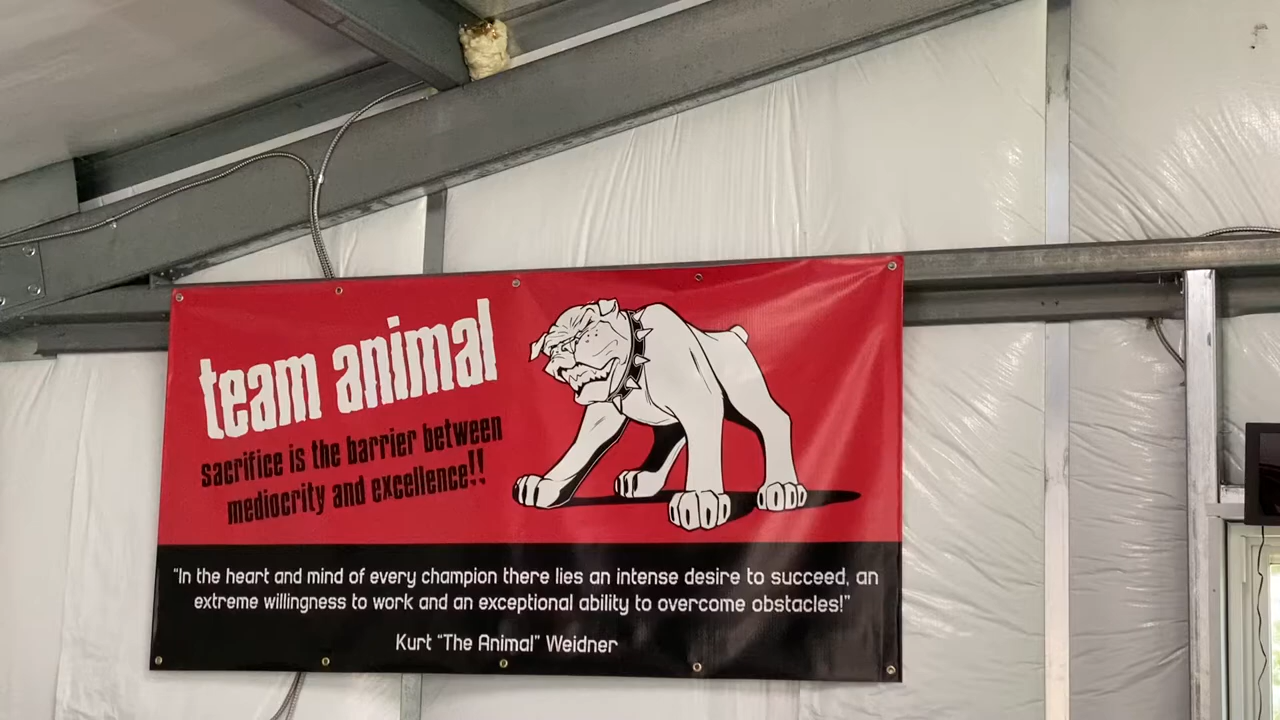 team animal
sacrifice is the barrier between
mediocrity and excellence!!
“In the heart and mind of every champion there lies an intense desire to succeed, an
extreme willingness to work and an exceptional ability to overcome obstacles!”
Kurt “The Animal” Weidner